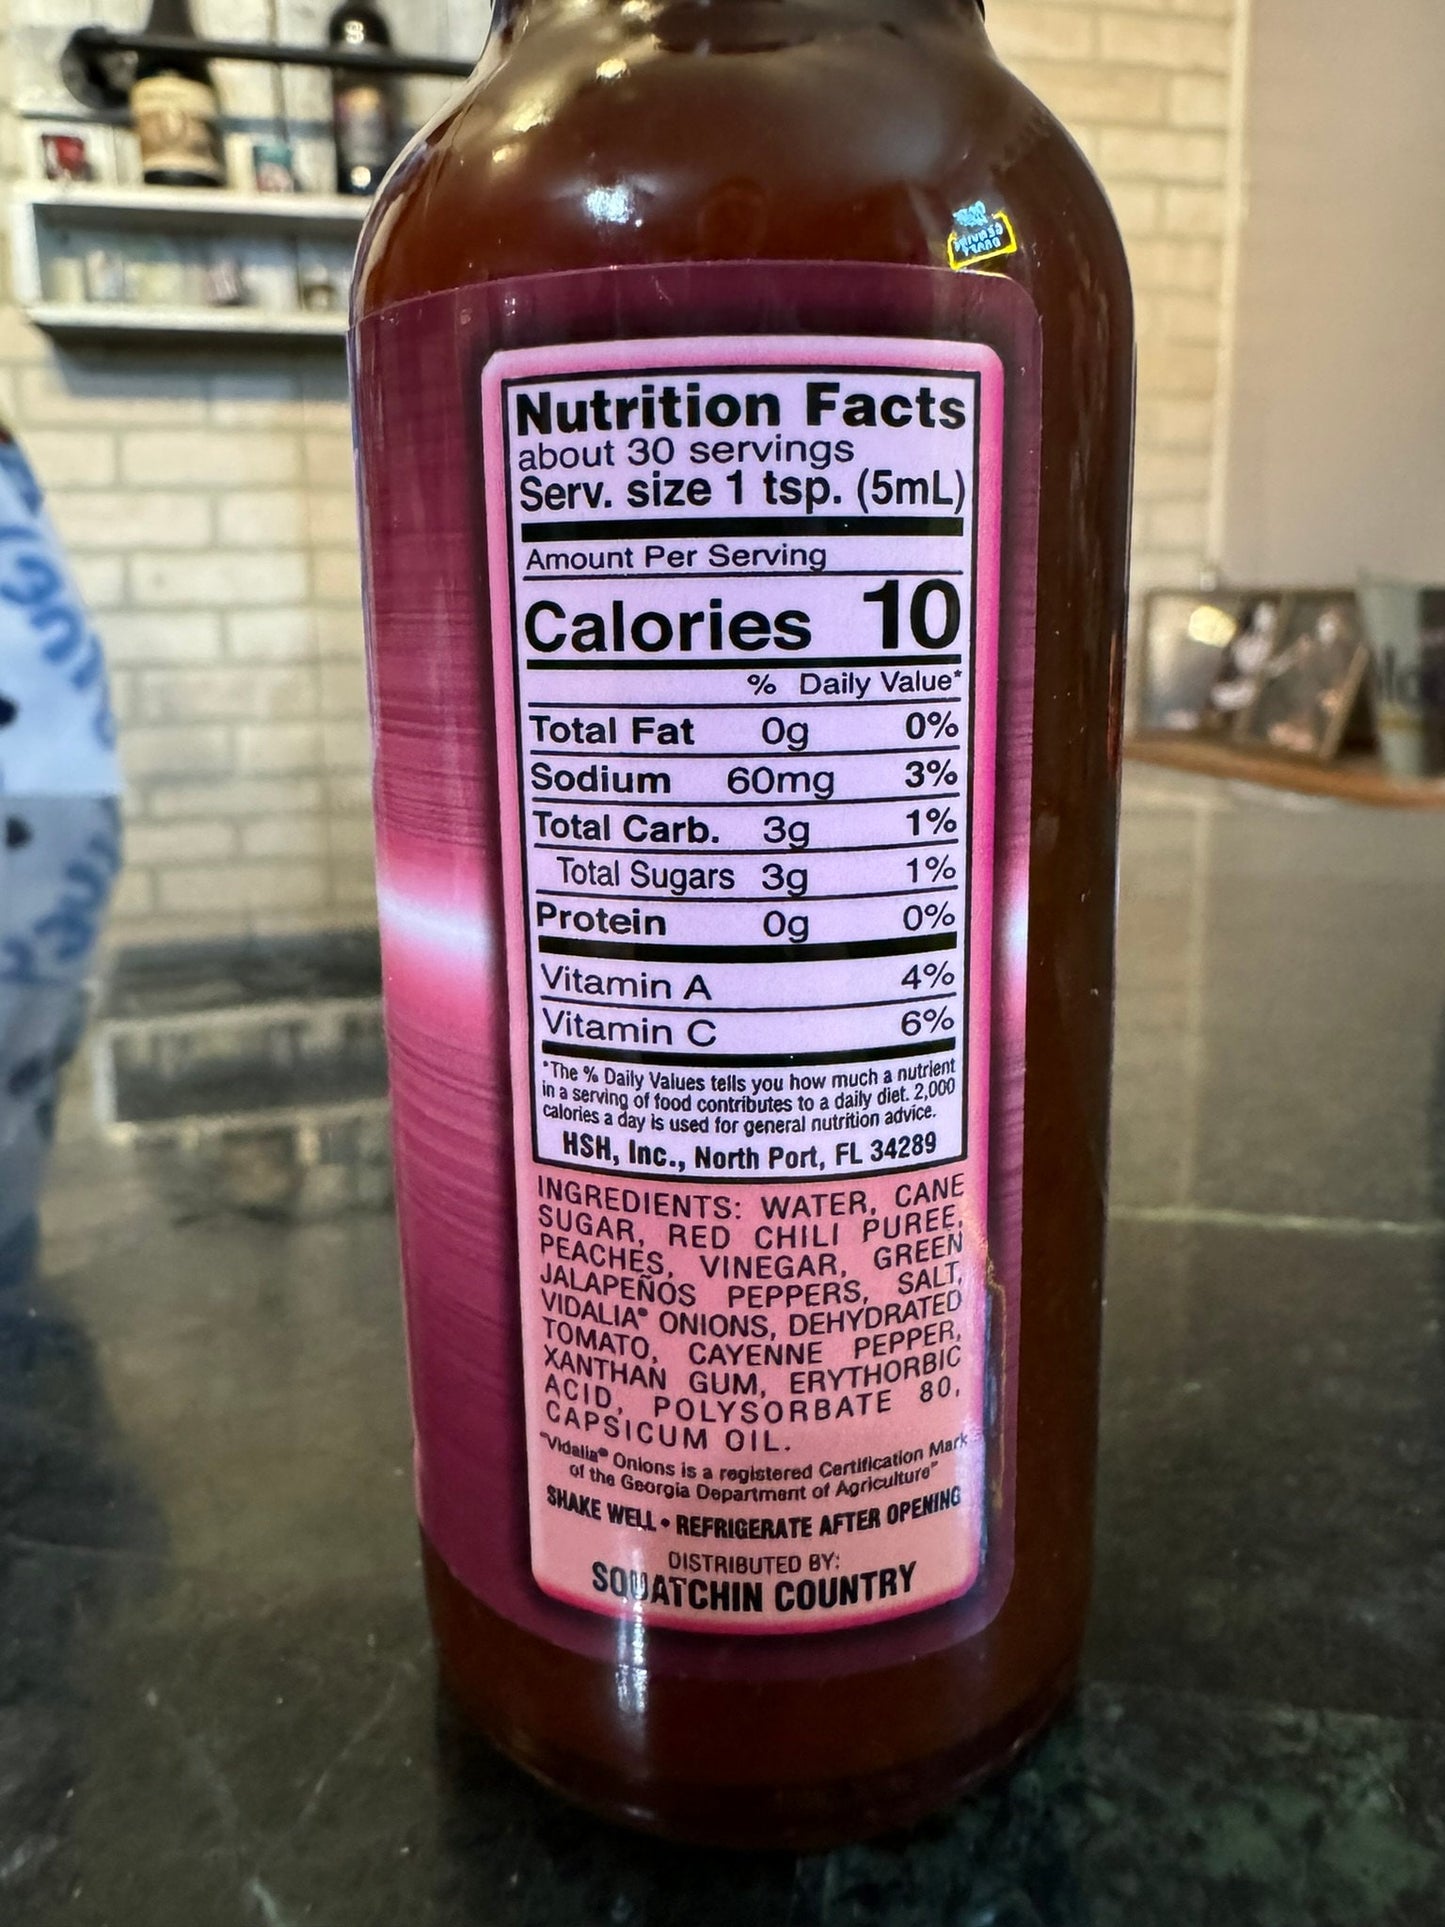 Nutrition Facts
about 30 servings
Serv. size 1 tsp. (5mL)
Amount Per Serving
Calories 10
% Daily Value*
Total Fat 0g 0%
Sodium 60mg 3%
Total Carb. 3g 1%
Total Sugars 3g 1%
Protein 0g 0%
Vitamin A 4%
Vitamin C 6%
*The % Daily Values tells you how much a nutrient
in a serving of food contributes to a daily diet. 2,000
calories a day is used for general nutrition advice.
HSH, Inc., North Port, FL 34289
INGREDIENTS: WATER, CANE
SUGAR, RED CHILI PUREE,
PEACHES, VINEGAR, GREEN
JALAPEÑOS PEPPERS, SALT,
VIDALIA® ONIONS, DEHYDRATED
TOMATO, CAYENNE PEPPER,
XANTHAN GUM, ERYTHORBIC
ACID, POLYSORBATE 80,
CAPSICUM OIL.
"Vidalia® Onions is a registered Certification Mark
of the Georgia Department of Agriculture"
SHAKE WELL • REFRIGERATE AFTER OPENING
DISTRIBUTED BY:
SQUATCHIN COUNTRY